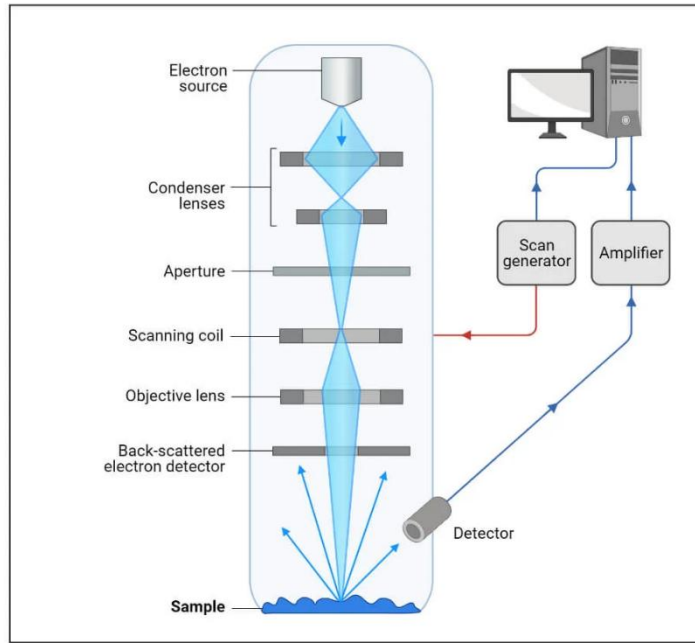 Electron
source
Condenser
lenses
Aperture
Scanning coil
Objective lens
Back-scattered
electron detector
Sample
Scan
generator
Amplifier
Detector